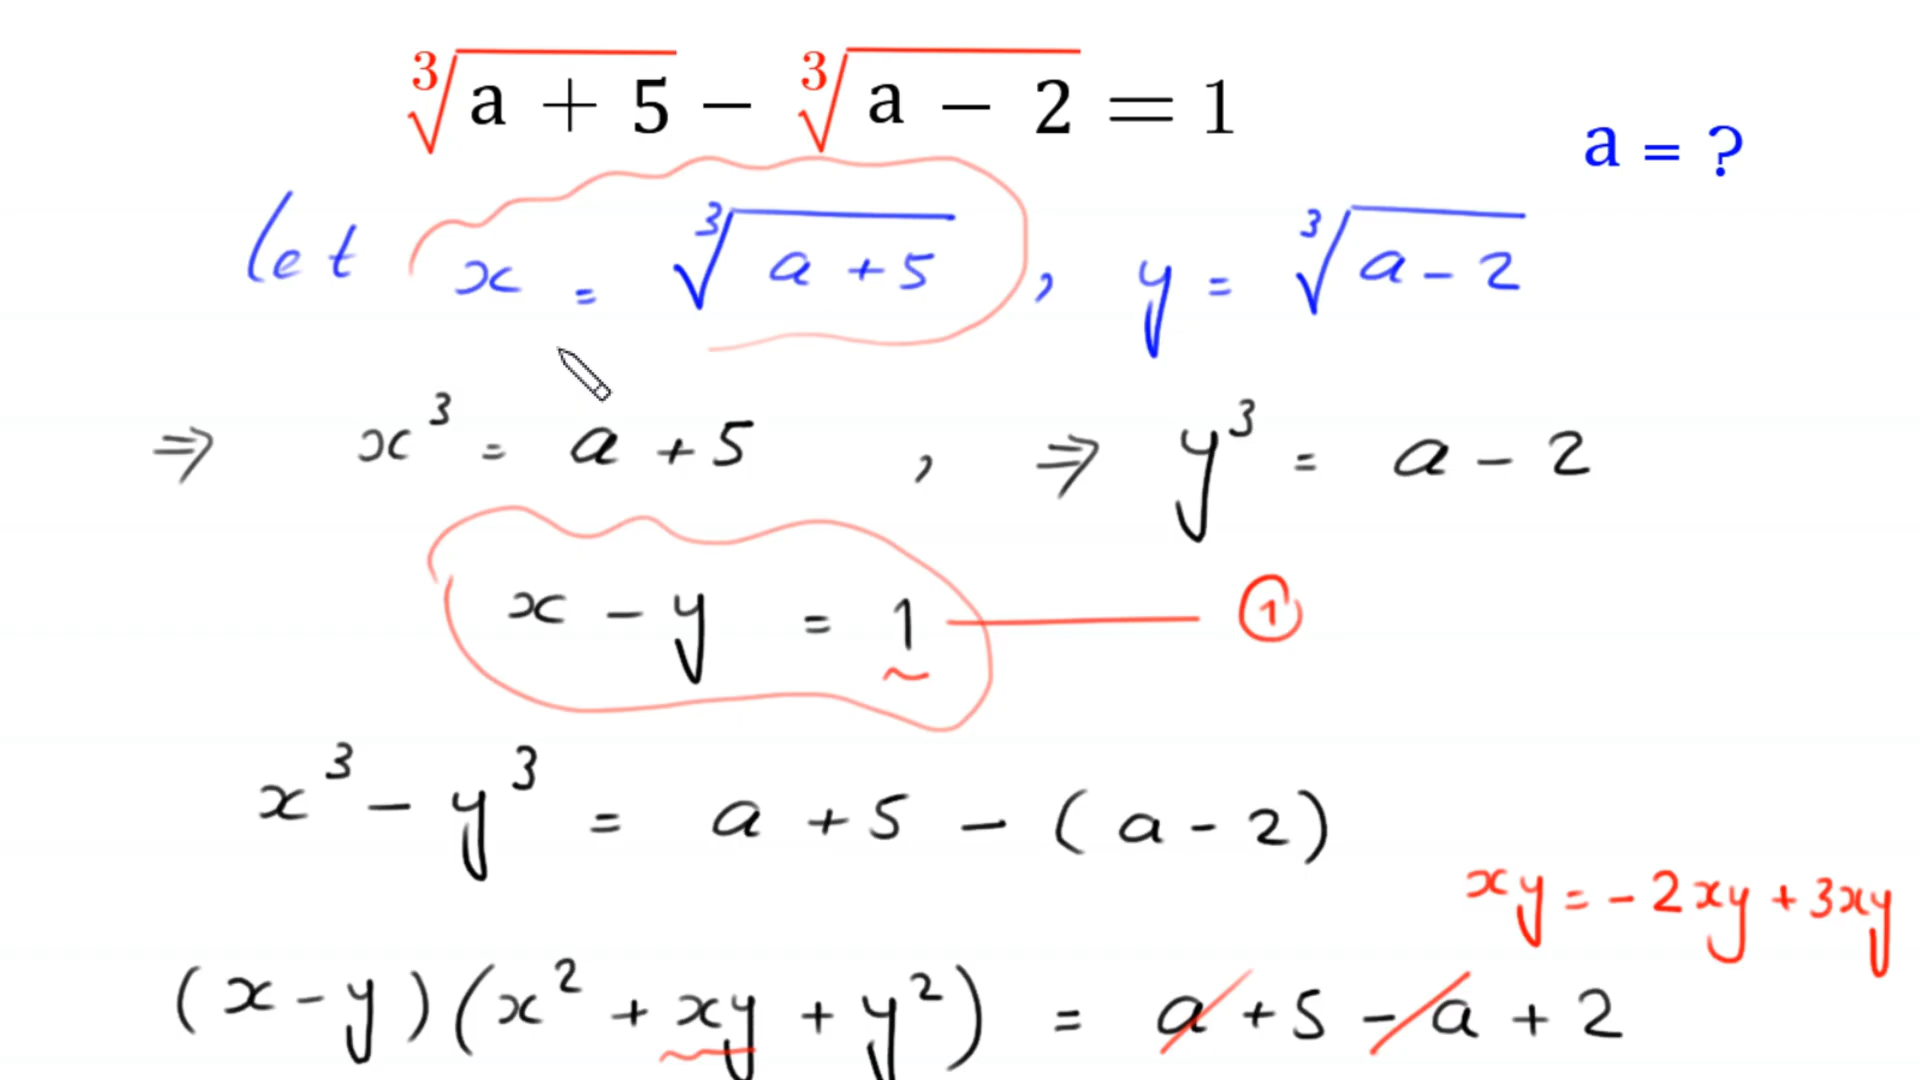 ∛(a + 5) − ∛(a − 2) = 1
a = ?
let x = ∛(a + 5) , y = ∛(a − 2)
⇒ x³ = a + 5 , ⇒ y³ = a − 2
x − y = 1 ——— ①
x³ − y³ = a + 5 − (a − 2)
xy = −2xy + 3xy
(x − y)(x² + xy + y²) = a + 5 − a + 2